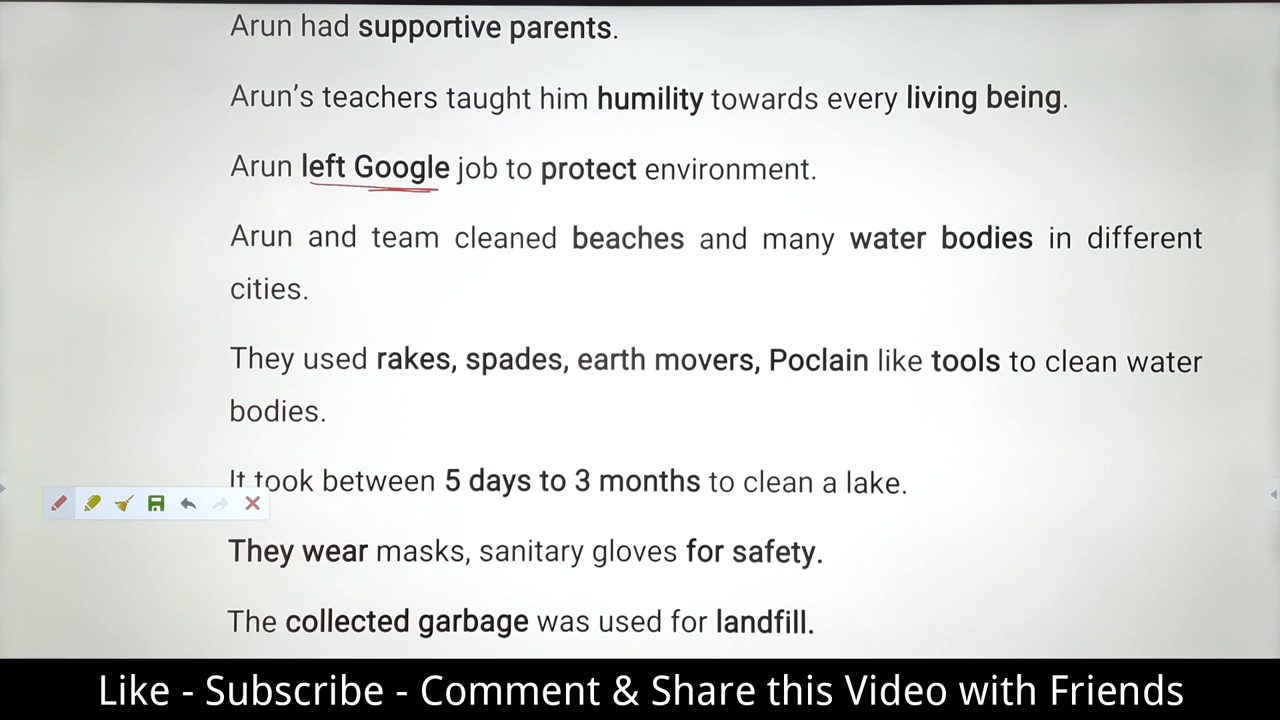 Arun had supportive parents.
Arun's teachers taught him humility towards every living being.
Arun left Google job to protect environment.
Arun and team cleaned beaches and many water bodies in different
cities.
They used rakes, spades, earth movers, Poclain like tools to clean water
bodies.
It took between 5 days to 3 months to clean a lake.
They wear masks, sanitary gloves for safety.
The collected garbage was used for landfill.
Like - Subscribe - Comment & Share this Video with Friends